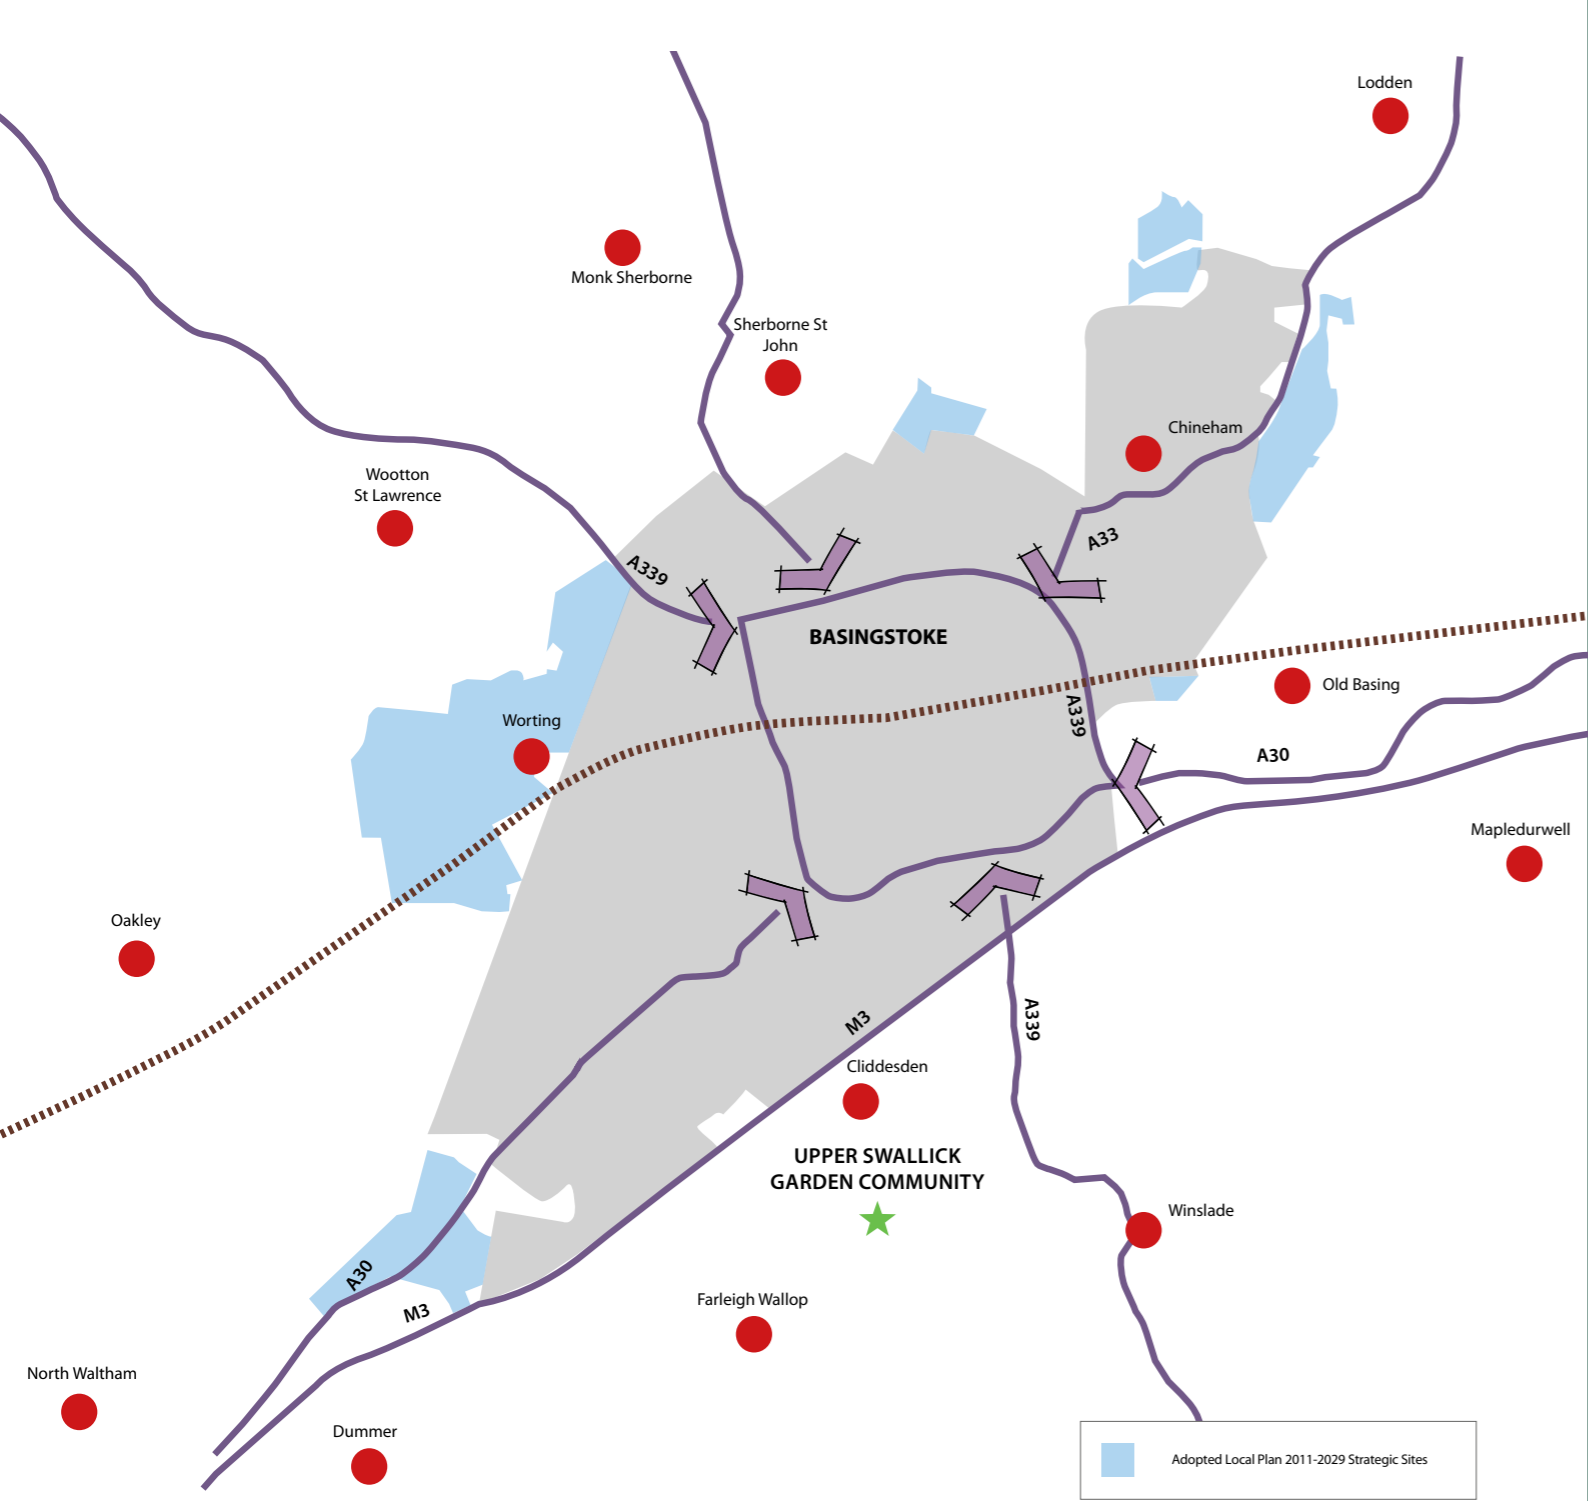 Lodden
Monk Sherborne
Sherborne St
John
Chineham
Wootton
St Lawrence
A33
A339
BASINGSTOKE
Old Basing
A339
Worting
A30
Mapledurwell
Oakley
M3
A339
Cliddesden
UPPER SWALLICK
GARDEN COMMUNITY
Winslade
A30
M3
Farleigh Wallop
North Waltham
Dummer
Adopted Local Plan 2011-2029 Strategic Sites